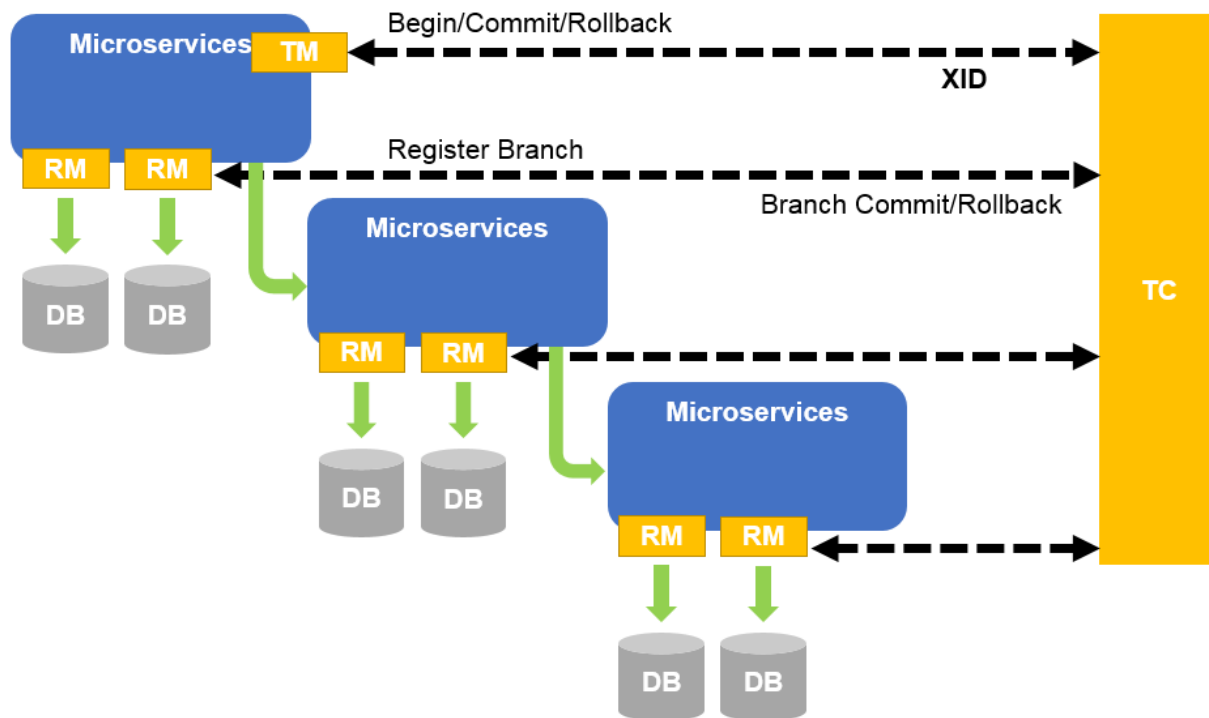 Microservices
TM
Begin/Commit/Rollback
XID
RM
RM
Register Branch
Branch Commit/Rollback
DB
DB
Microservices
TC
RM
RM
DB
DB
Microservices
RM
RM
DB
DB